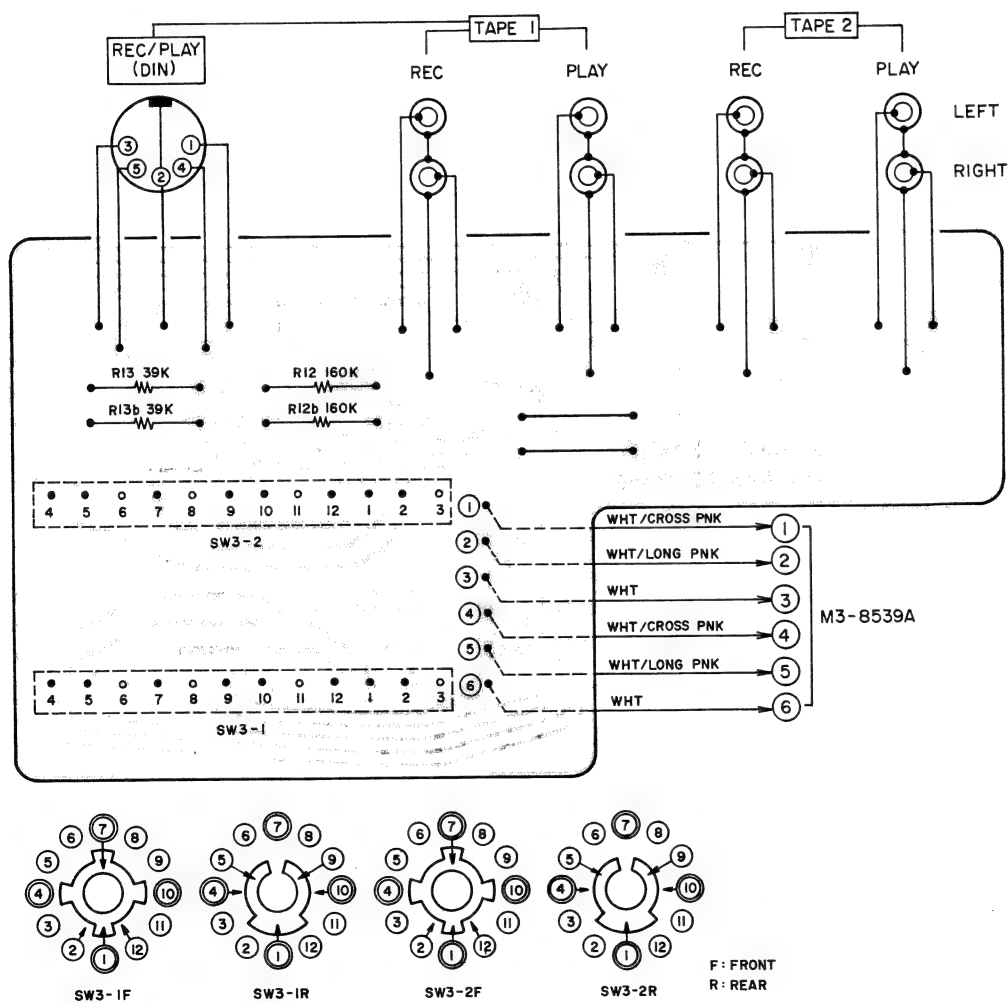 TAPE 1
TAPE 2
REC/PLAY
(DIN)
REC
PLAY
REC
PLAY
LEFT
3
1
5
2
4
RIGHT
R13 39K
R12 160K
R13b 39K
R12b 160K
4 5 6 7 8 9 10 11 12 1 2 3
SW3-2
1
WHT/CROSS PNK
1
2
WHT/LONG PNK
2
3
WHT
3
4
WHT/CROSS PNK
4
M3-8539A
5
WHT/LONG PNK
5
6
WHT
6
4 5 6 7 8 9 10 11 12 1 2 3
SW3-1
7 6 8 5 9 4 10 3 11 2 12 1
SW3-1F
7 6 8 5 9 4 10 3 11 2 12 1
SW3-1R
7 6 8 5 9 4 10 3 11 2 12 1
SW3-2F
7 6 8 5 9 4 10 3 11 2 12 1
SW3-2R
F: FRONT
R: REAR